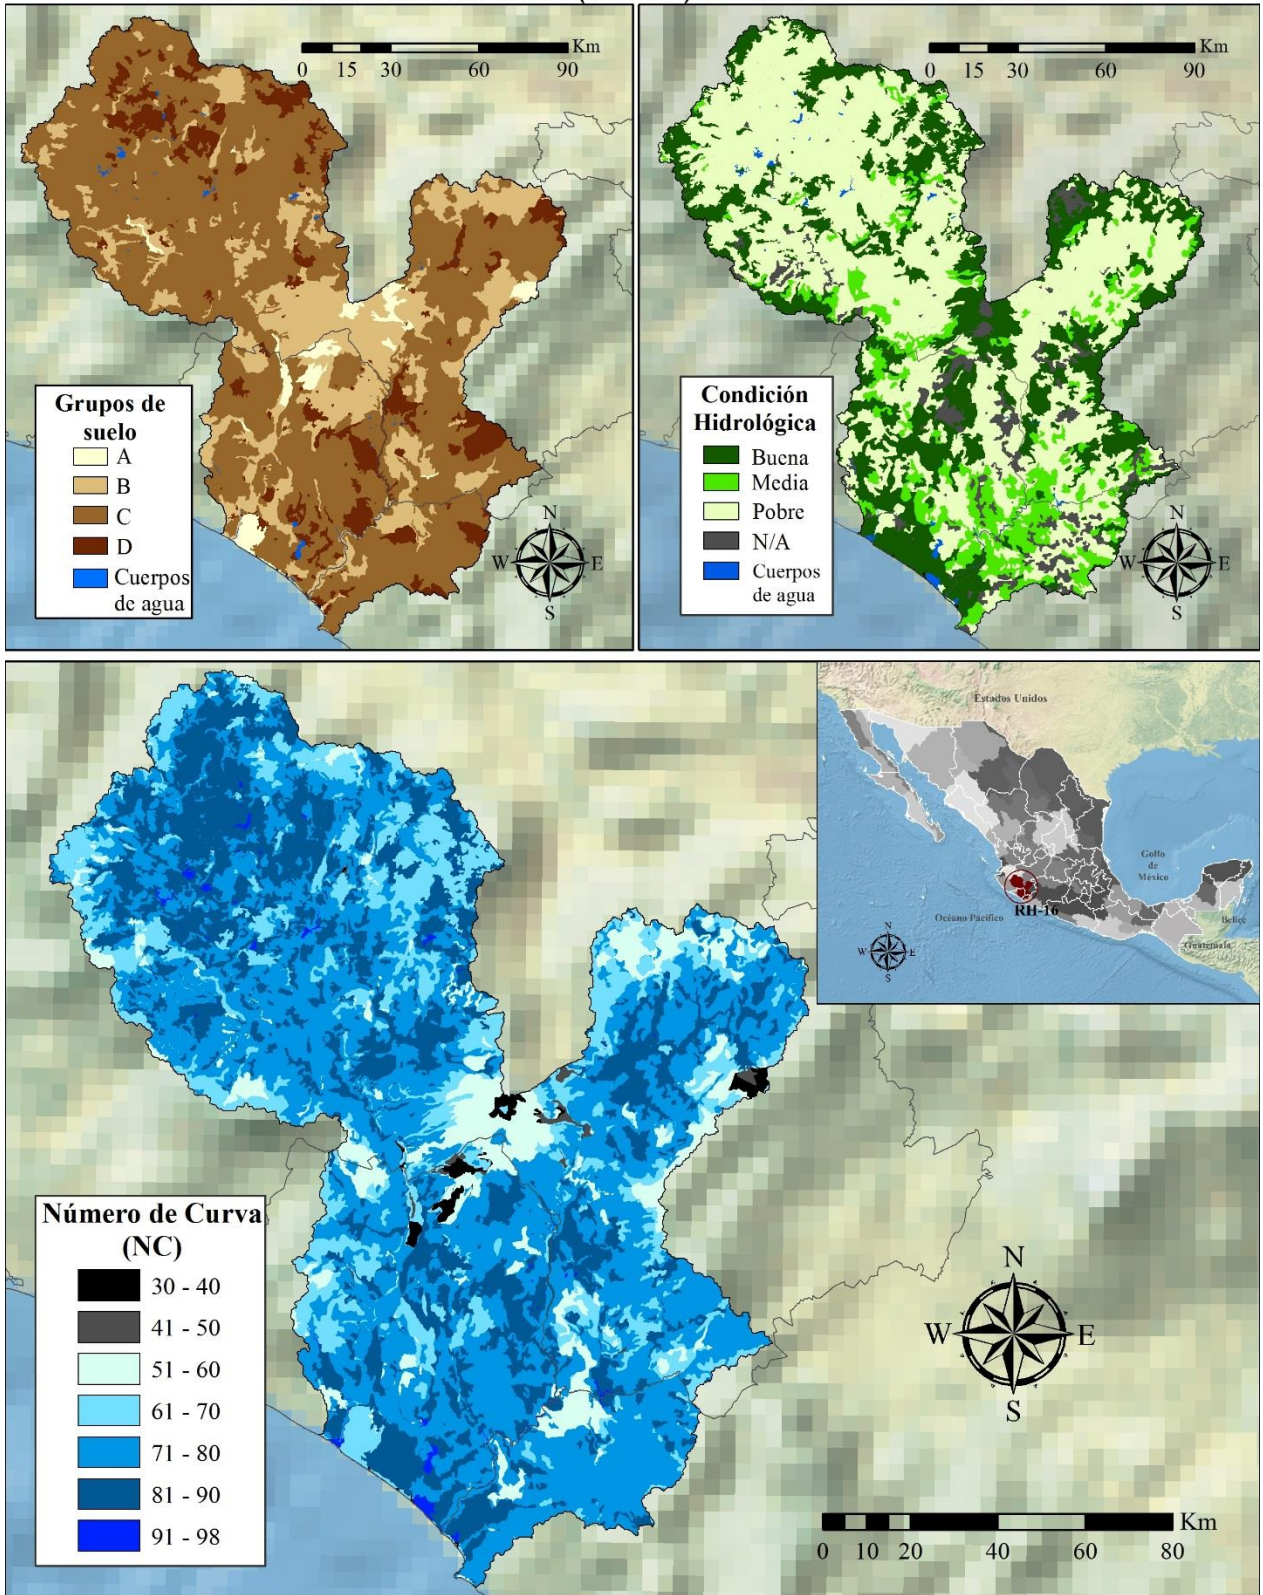 Km
0 15 30 60 90
Grupos de
suelo
A
B
C
D
Cuerpos
de agua
N
W E
S
Km
0 15 30 60 90
Condición
Hidrológica
Buena
Media
Pobre
N/A
Cuerpos
de agua
N
W E
S
Estados Unidos
Golfo
de
México
Océano Pacífico
RH-16
Belice
Guatemala
N
W E
S
Número de Curva
(NC)
30 - 40
41 - 50
51 - 60
61 - 70
71 - 80
81 - 90
91 - 98
N
W E
S
Km
0 10 20 40 60 80